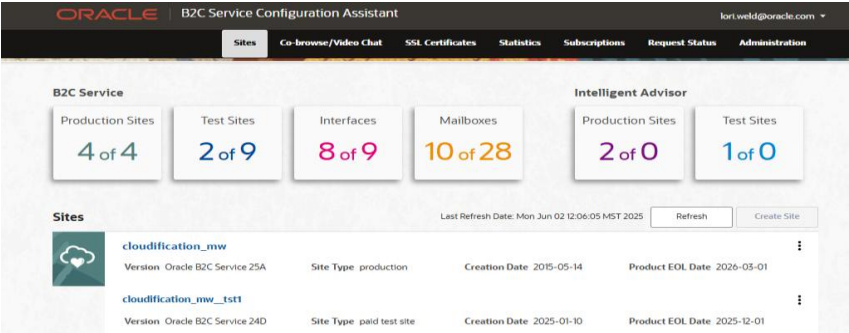 ORACLE B2C Service Configuration Assistant lori.weld@oracle.com
Sites Co-browse/Video Chat SSL Certificates Statistics Subscriptions Request Status Administration
B2C Service Intelligent Advisor
Production Sites Test Sites Interfaces Mailboxes Production Sites Test Sites
4 of 4 2 of 9 8 of 9 10 of 28 2 of 0 1 of 0
Sites Last Refresh Date: Mon Jun 02 12:06:05 MST 2025 Refresh Create Site
cloudification_mw
Version Oracle B2C Service 25A Site Type production Creation Date 2015-05-14 Product EOL Date 2026-03-01
cloudification_mw__tst1
Version Oracle B2C Service 24D Site Type paid test site Creation Date 2025-01-10 Product EOL Date 2025-12-01